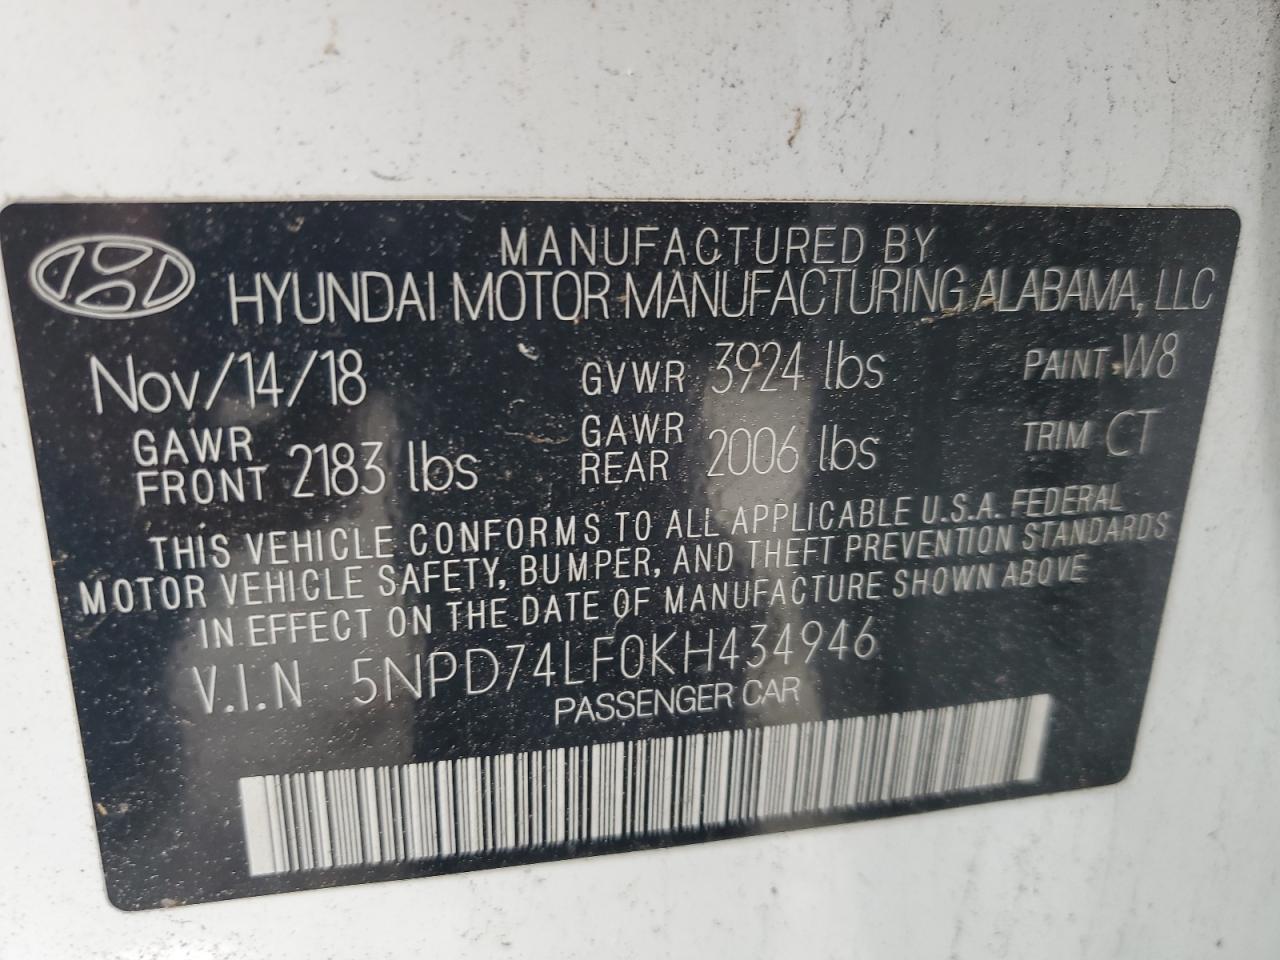 MANUFACTURED BY
HYUNDAI MOTOR MANUFACTURING ALABAMA, LLC
Nov/14/18 GVWR 3924 lbs PAINT W8
GAWR FRONT 2183 lbs GAWR REAR 2006 lbs TRIM CT
THIS VEHICLE CONFORMS TO ALL APPLICABLE U.S.A. FEDERAL
MOTOR VEHICLE SAFETY, BUMPER, AND THEFT PREVENTION STANDARDS
IN EFFECT ON THE DATE OF MANUFACTURE SHOWN ABOVE
V.I.N 5NPD74LF0KH434946
PASSENGER CAR